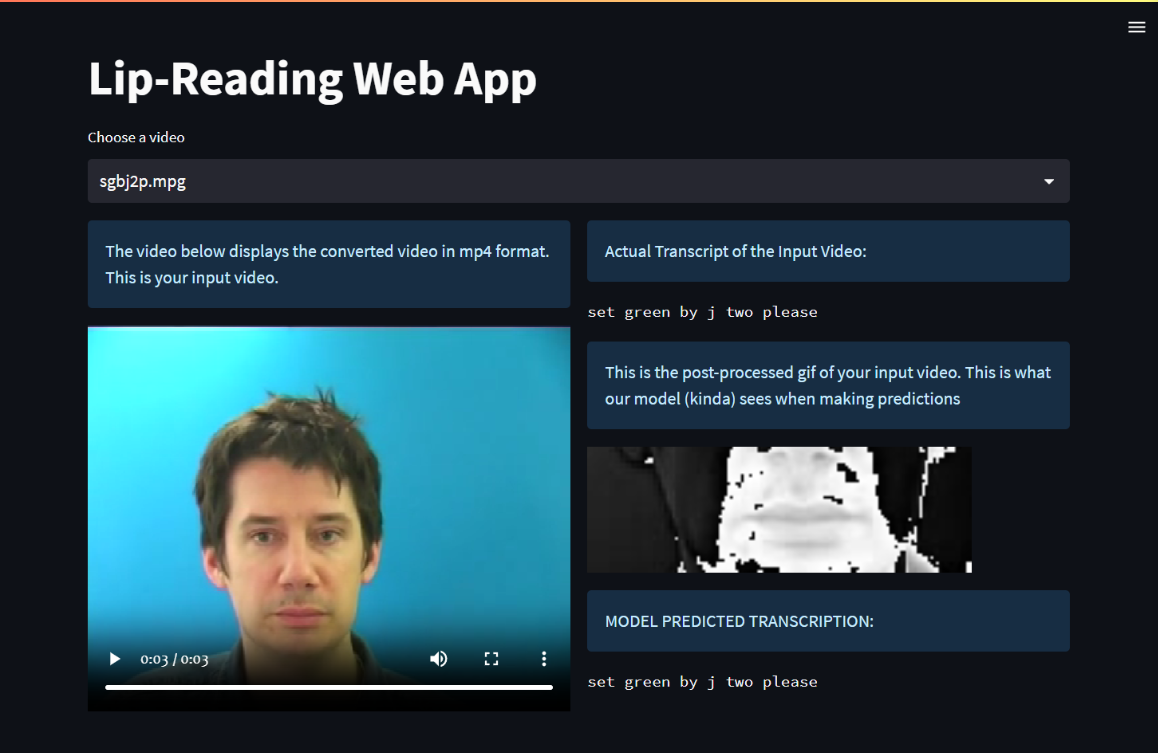 Lip-Reading Web App
Choose a video
sgbj2p.mpg
The video below displays the converted video in mp4 format.
This is your input video.
0:03 / 0:03
Actual Transcript of the Input Video:
set green by j two please
This is the post-processed gif of your input video. This is what
our model (kinda) sees when making predictions
MODEL PREDICTED TRANSCRIPTION:
set green by j two please